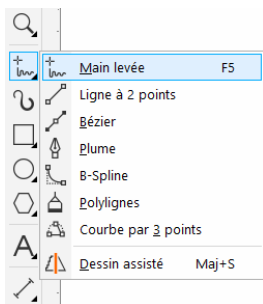 Main levée F5
Ligne à 2 points
Bézier
Plume
B-Spline
Polylignes
Courbe par 3 points
Dessin assisté Maj+S
A